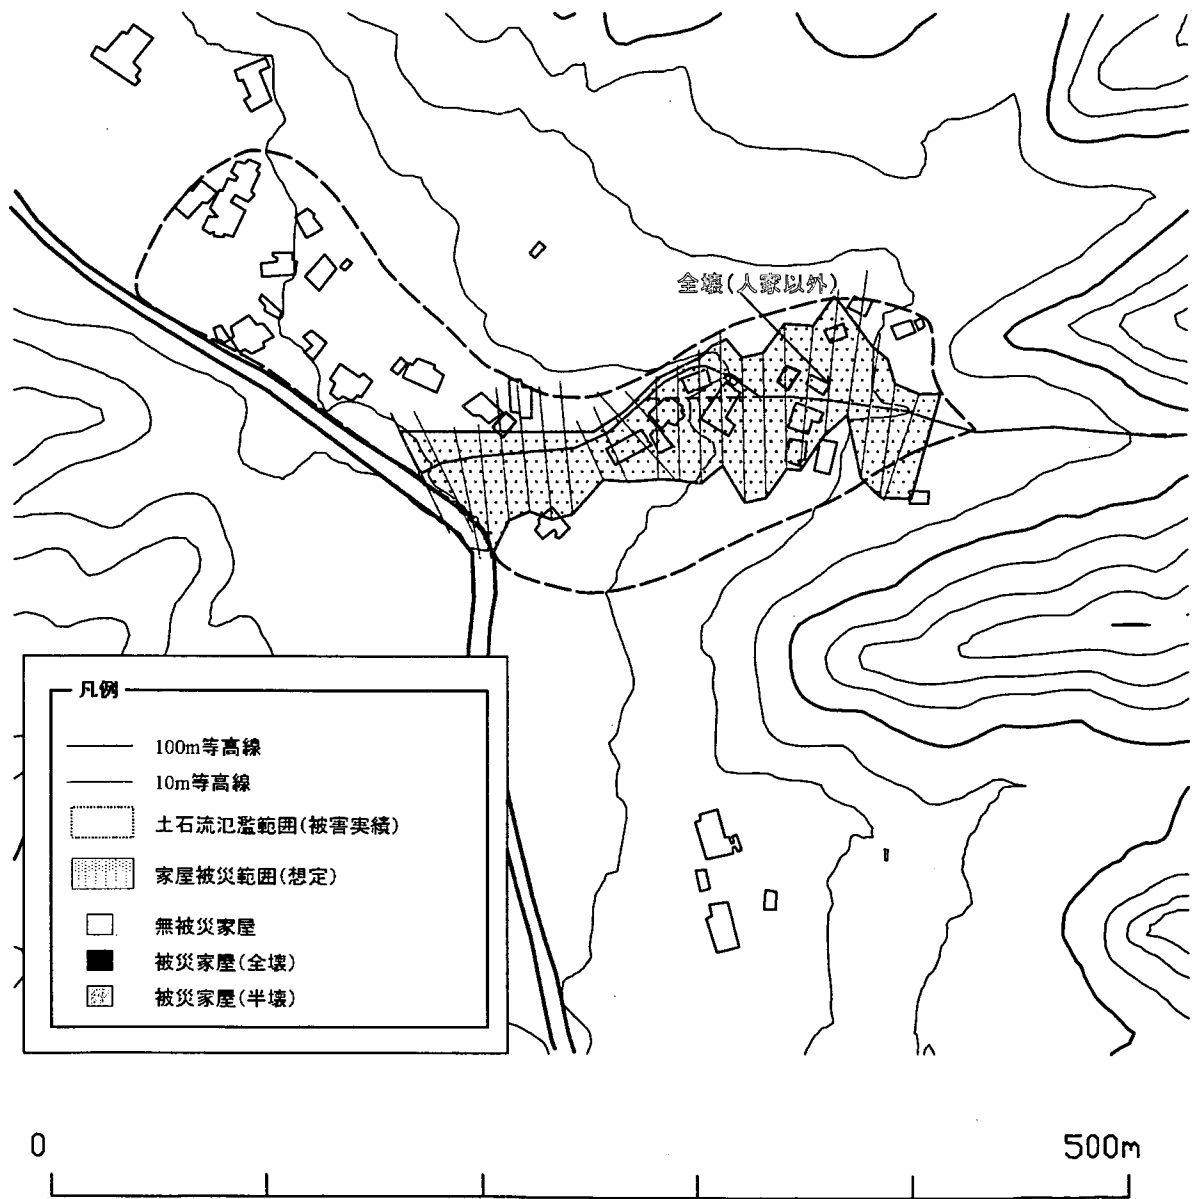 全壊(人家以外)
凡例
100m等高線
10m等高線
土石流氾濫範囲(被害実績)
家屋被災範囲(想定)
無被災家屋
被災家屋(全壊)
被災家屋(半壊)
0 500m